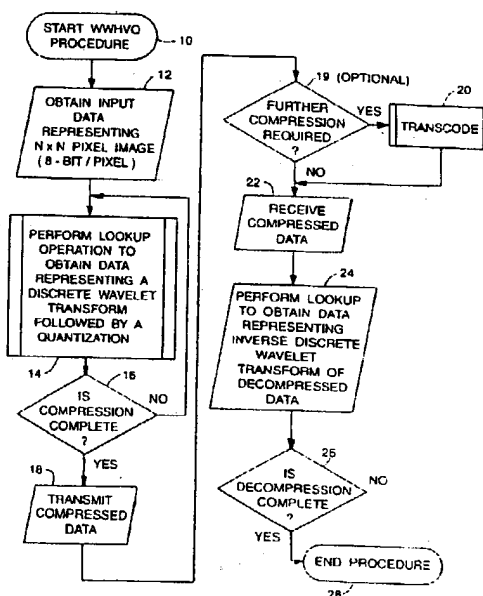 START WWHVQ
PROCEDURE
10
12
OBTAIN INPUT
DATA
REPRESENTING
N x N PIXEL IMAGE
( 8 - BIT / PIXEL )
PERFORM LOOKUP
OPERATION TO
OBTAIN DATA
REPRESENTING A
DISCRETE WAVELET
TRANSFORM
FOLLOWED BY A
QUANTIZATION
14
16
IS
COMPRESSION
COMPLETE
?
NO
YES
18
TRANSMIT
COMPRESSED
DATA
19 (OPTIONAL)
FURTHER
COMPRESSION
REQUIRED
?
YES
NO
20
TRANSCODE
22
RECEIVE
COMPRESSED
DATA
24
PERFORM LOOKUP
TO OBTAIN DATA
REPRESENTING
INVERSE DISCRETE
WAVELET
TRANSFORM OF
DECOMPRESSED
DATA
26
IS
DECOMPRESSION
COMPLETE
?
NO
YES
END PROCEDURE
28